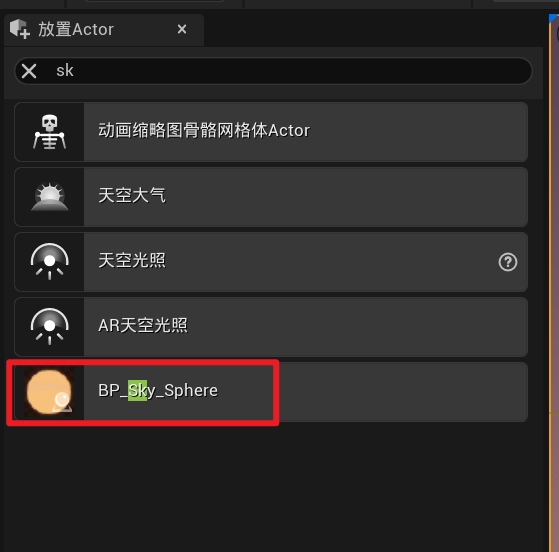 放置Actor
sk
动画缩略图骨骼网格体Actor
天空大气
天空光照
AR天空光照
BP_Sky_Sphere